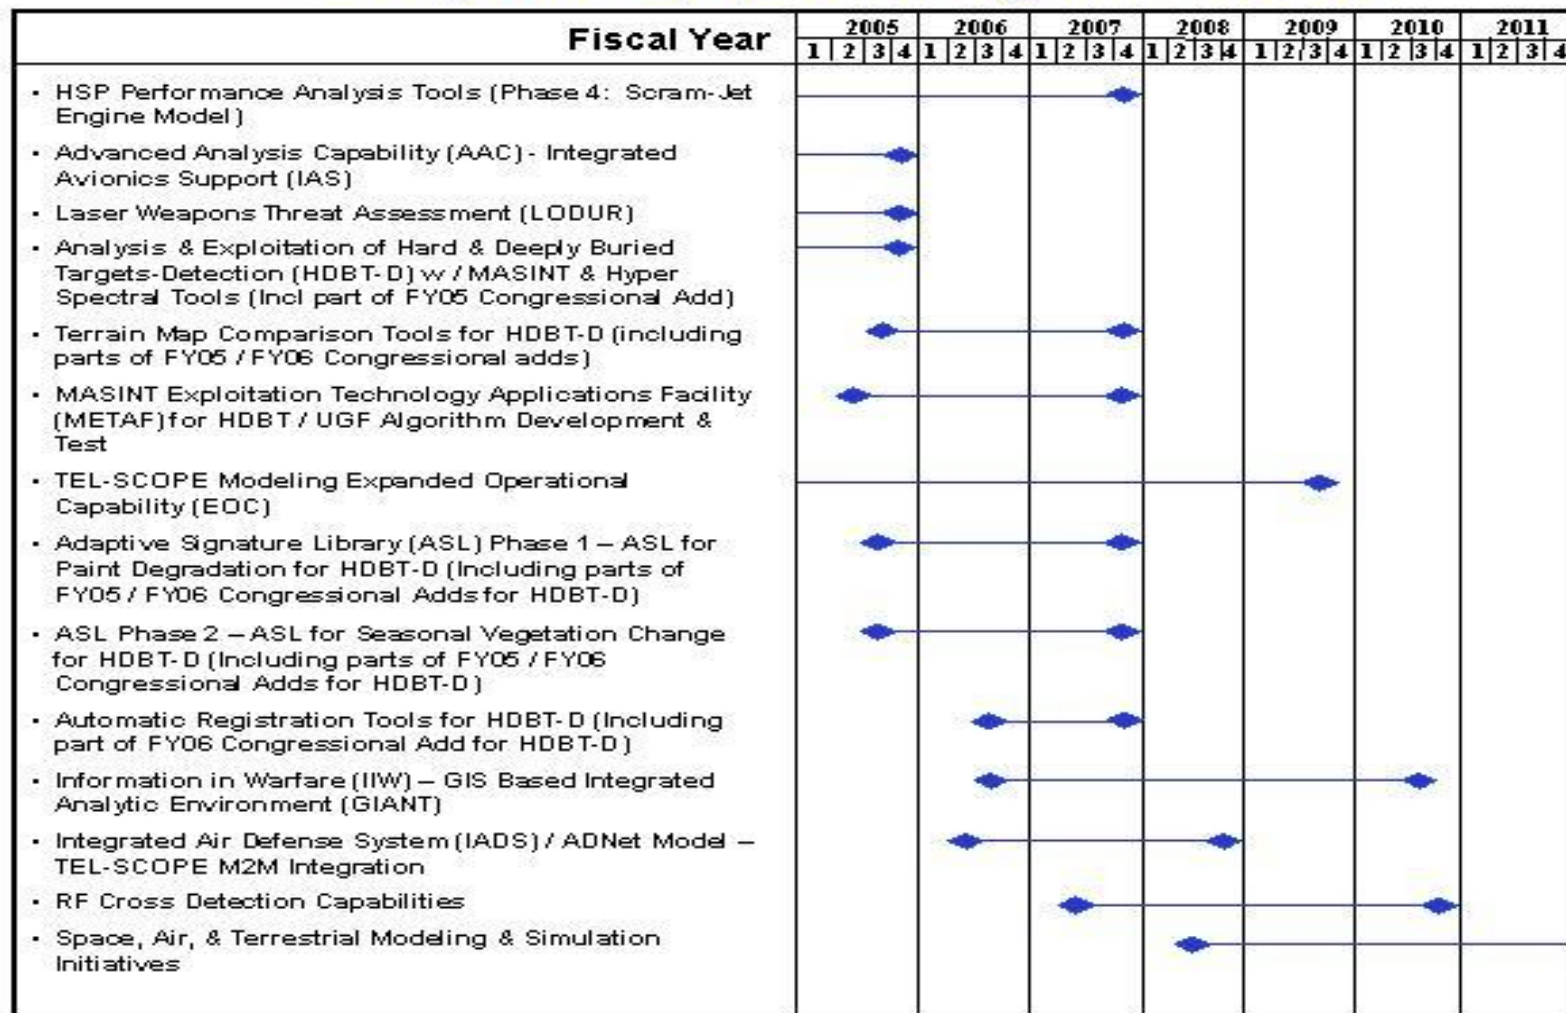 Fiscal Year
2005 2006 2007 2008 2009 2010 2011
1 2 3 4 1 2 3 4 1 2 3 4 1 2 3 4 1 2 3 4 1 2 3 4 1 2 3 4
• HSP Performance Analysis Tools (Phase 4: Scram-Jet
Engine Model)
• Advanced Analysis Capability (AAC) - Integrated
Avionics Support (IAS)
• Laser Weapons Threat Assessment (LODUR)
• Analysis & Exploitation of Hard & Deeply Buried
Targets-Detection (HDBT-D) w / MASINT & Hyper
Spectral Tools (Incl part of FY05 Congressional Add)
• Terrain Map Comparison Tools for HDBT-D (including
parts of FY05 / FY06 Congressional adds)
• MASINT Exploitation Technology Applications Facility
(METAF) for HDBT / UGF Algorithm Development &
Test
• TEL-SCOPE Modeling Expanded Operational
Capability (EOC)
• Adaptive Signature Library (ASL) Phase 1 – ASL for
Paint Degradation for HDBT-D (Including parts of
FY05 / FY06 Congressional Adds for HDBT-D)
• ASL Phase 2 – ASL for Seasonal Vegetation Change
for HDBT-D (Including parts of FY05 / FY06
Congressional Adds for HDBT-D)
• Automatic Registration Tools for HDBT-D (Including
part of FY06 Congressional Add for HDBT-D)
• Information in Warfare (IIW) – GIS Based Integrated
Analytic Environment (GIANT)
• Integrated Air Defense System (IADS) / ADNet Model –
TEL-SCOPE M2M Integration
• RF Cross Detection Capabilities
• Space, Air, & Terrestrial Modeling & Simulation
Initiatives